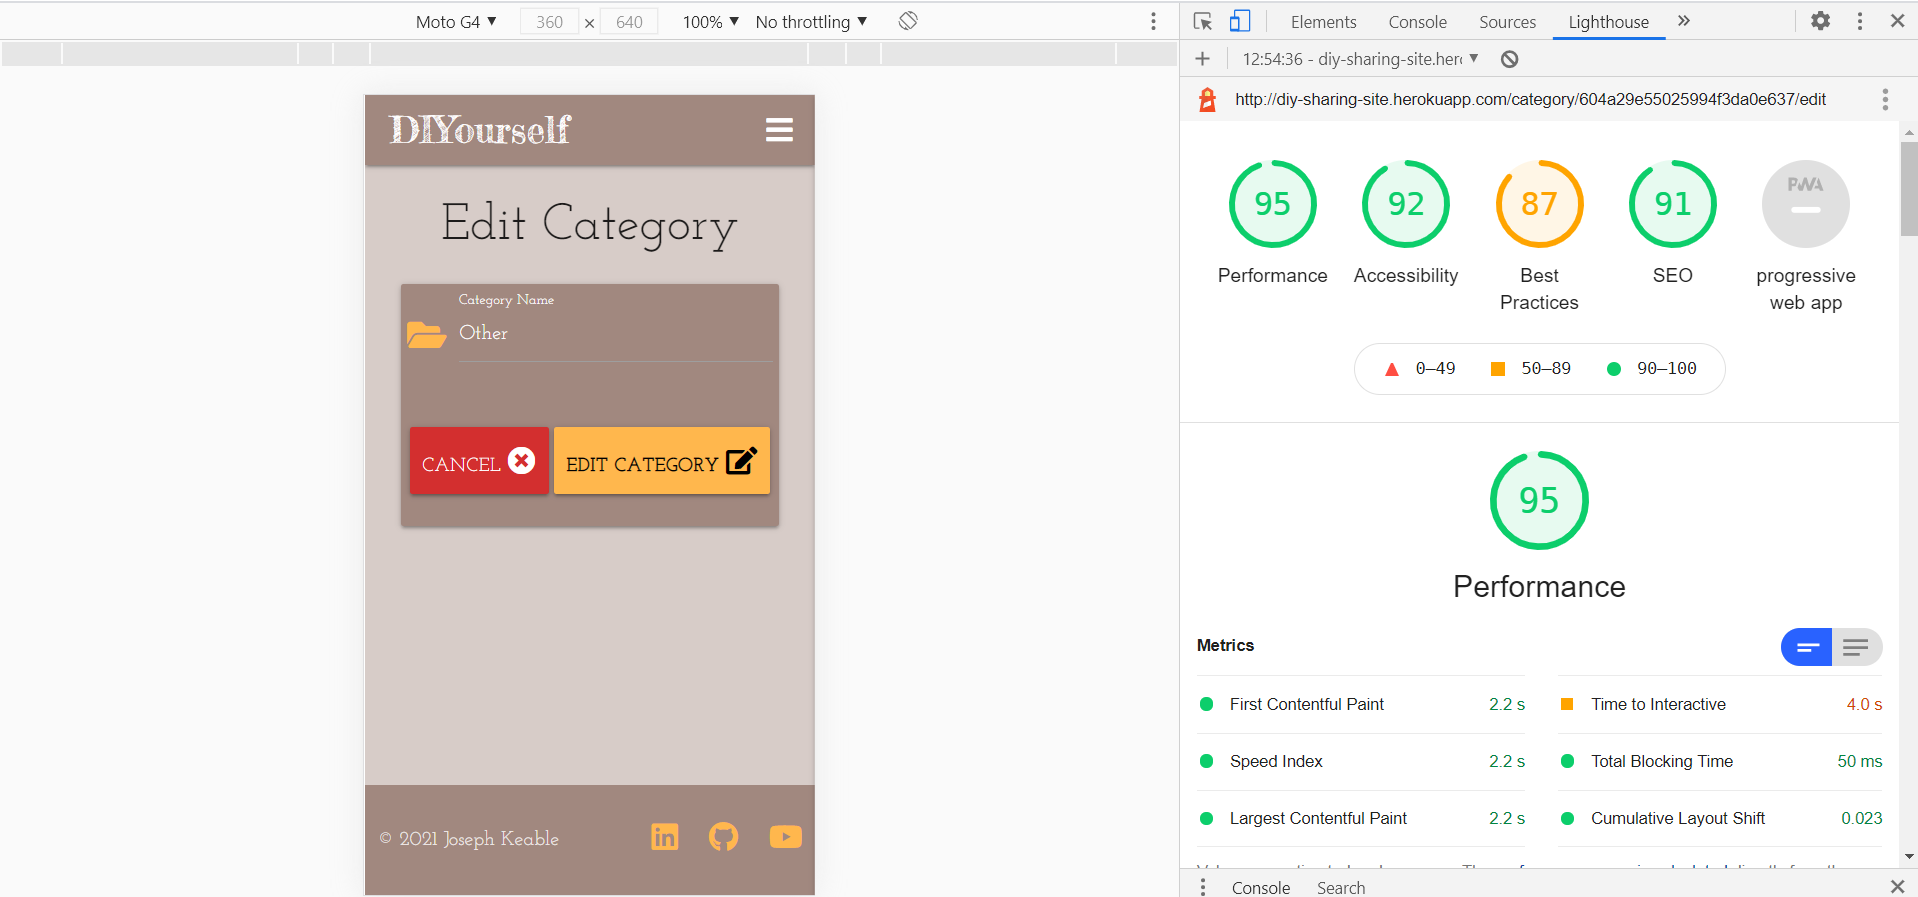 Moto G4 ▼ 360 × 640 100% ▼ No throttling ▼
Elements Console Sources Lighthouse »
12:54:36 - diy-sharing-site.her ▼
http://diy-sharing-site.herokuapp.com/category/604a29e55025994f3da0e637/edit
DIYourself
Edit Category
Category Name
Other
CANCEL
EDIT CATEGORY
© 2021 Joseph Keable
95 92 87 91 PWA
Performance Accessibility Best Practices SEO progressive web app
0–49 50–89 90–100
95
Performance
Metrics
First Contentful Paint 2.2 s
Time to Interactive 4.0 s
Speed Index 2.2 s
Total Blocking Time 50 ms
Largest Contentful Paint 2.2 s
Cumulative Layout Shift 0.023
Console Search